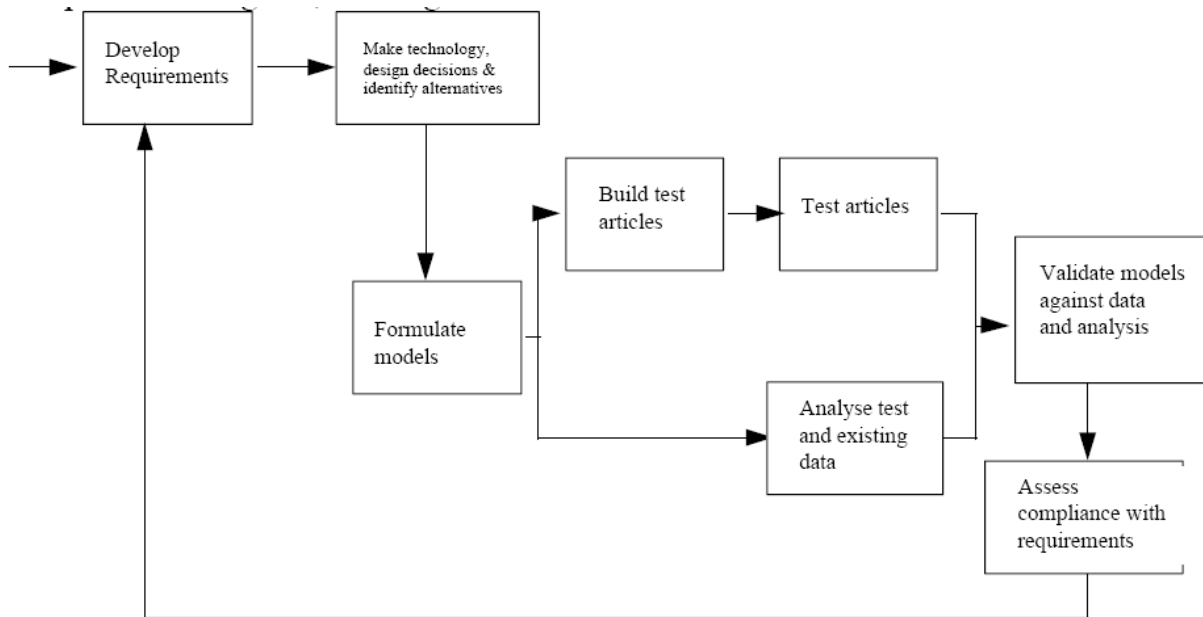 Develop
Requirements
Make technology,
design decisions &
identify alternatives
Build test
articles
Test articles
Validate models
against data
and analysis
Formulate
models
Analyse test
and existing
data
Assess
compliance with
requirements